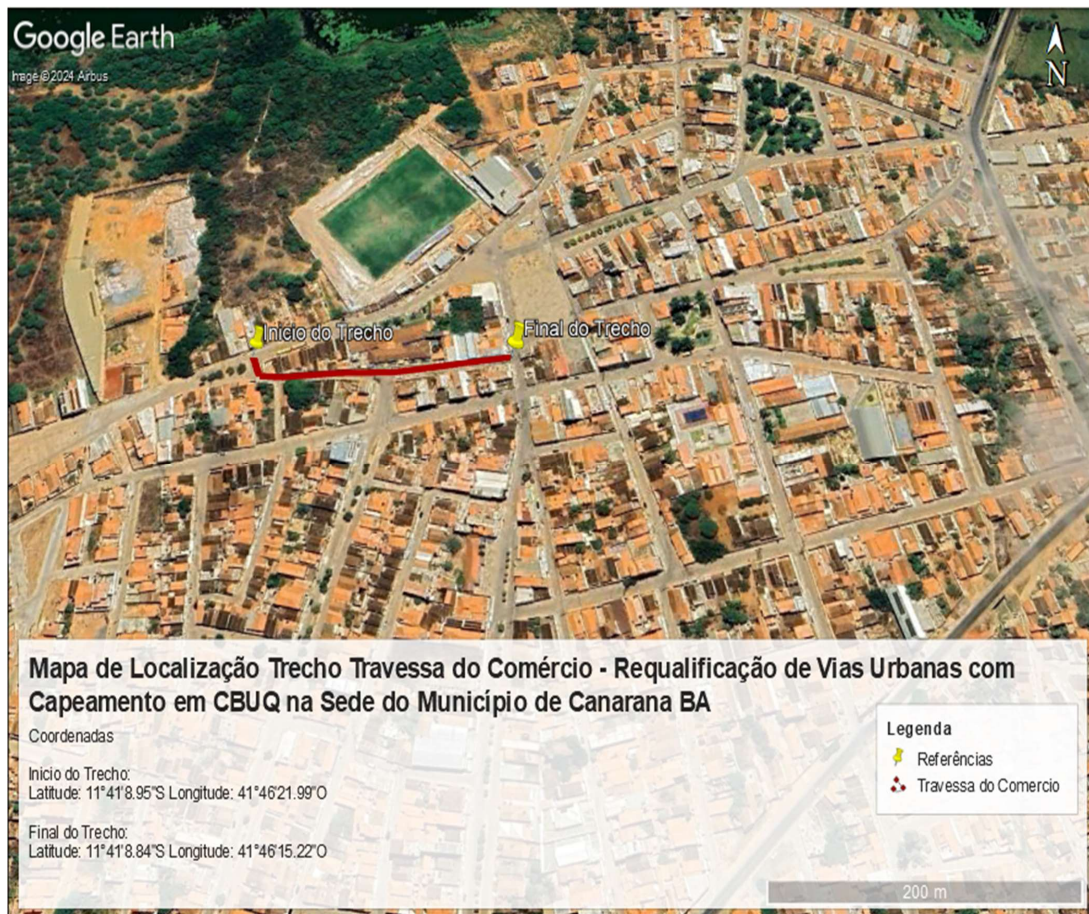 Google Earth
Image © 2024 Airbus
N
Início do Trecho
Final do Trecho
Mapa de Localização Trecho Travessa do Comércio - Requalificação de Vias Urbanas com
Capeamento em CBUQ na Sede do Município de Canarana BA
Coordenadas
Inicio do Trecho:
Latitude: 11°41'8.95"S Longitude: 41°46'21.99"O
Final do Trecho:
Latitude: 11°41'8.84"S Longitude: 41°46'15.22"O
Legenda
Referências
Travessa do Comercio
200 m